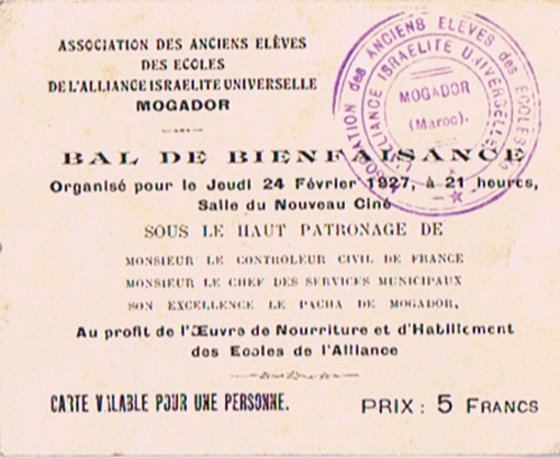 ASSOCIATION DES ANCIENS ELÈVES
DES ECOLES
DE L'ALLIANCE ISRAELITE UNIVERSELLE
MOGADOR
BAL DE BIENFAISANCE
Organisé pour le Jeudi 24 Février 1927, à 21 heures,
Salle du Nouveau Ciné
SOUS LE HAUT PATRONAGE DE
MONSIEUR LE CONTROLEUR CIVIL DE FRANCE
MONSIEUR LE CHEF DES SERVICES MUNICIPAUX
SON EXCELLENCE LE PACHA DE MOGADOR,
Au profit de l'Œuvre de Nourriture et d'Habillement
des Ecoles de l'Alliance
CARTE VALABLE POUR UNE PERSONNE.
PRIX : 5 FRANCS
ASSOCIATION des ANCIENS ELÈVES des ECOLES
ALLIANCE ISRAELITE UNIVERSELLE
MOGADOR
(Maroc).